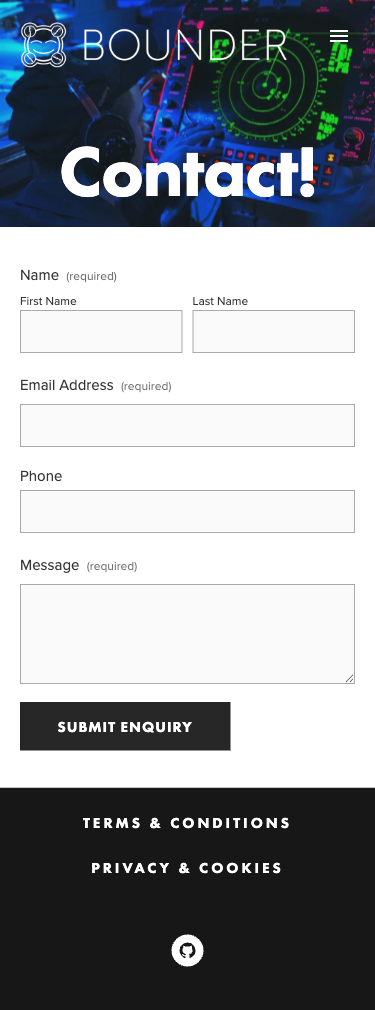 BOUNDER
Contact!
Name (required)
First Name Last Name
Email Address (required)
Phone
Message (required)
SUBMIT ENQUIRY
TERMS & CONDITIONS
PRIVACY & COOKIES